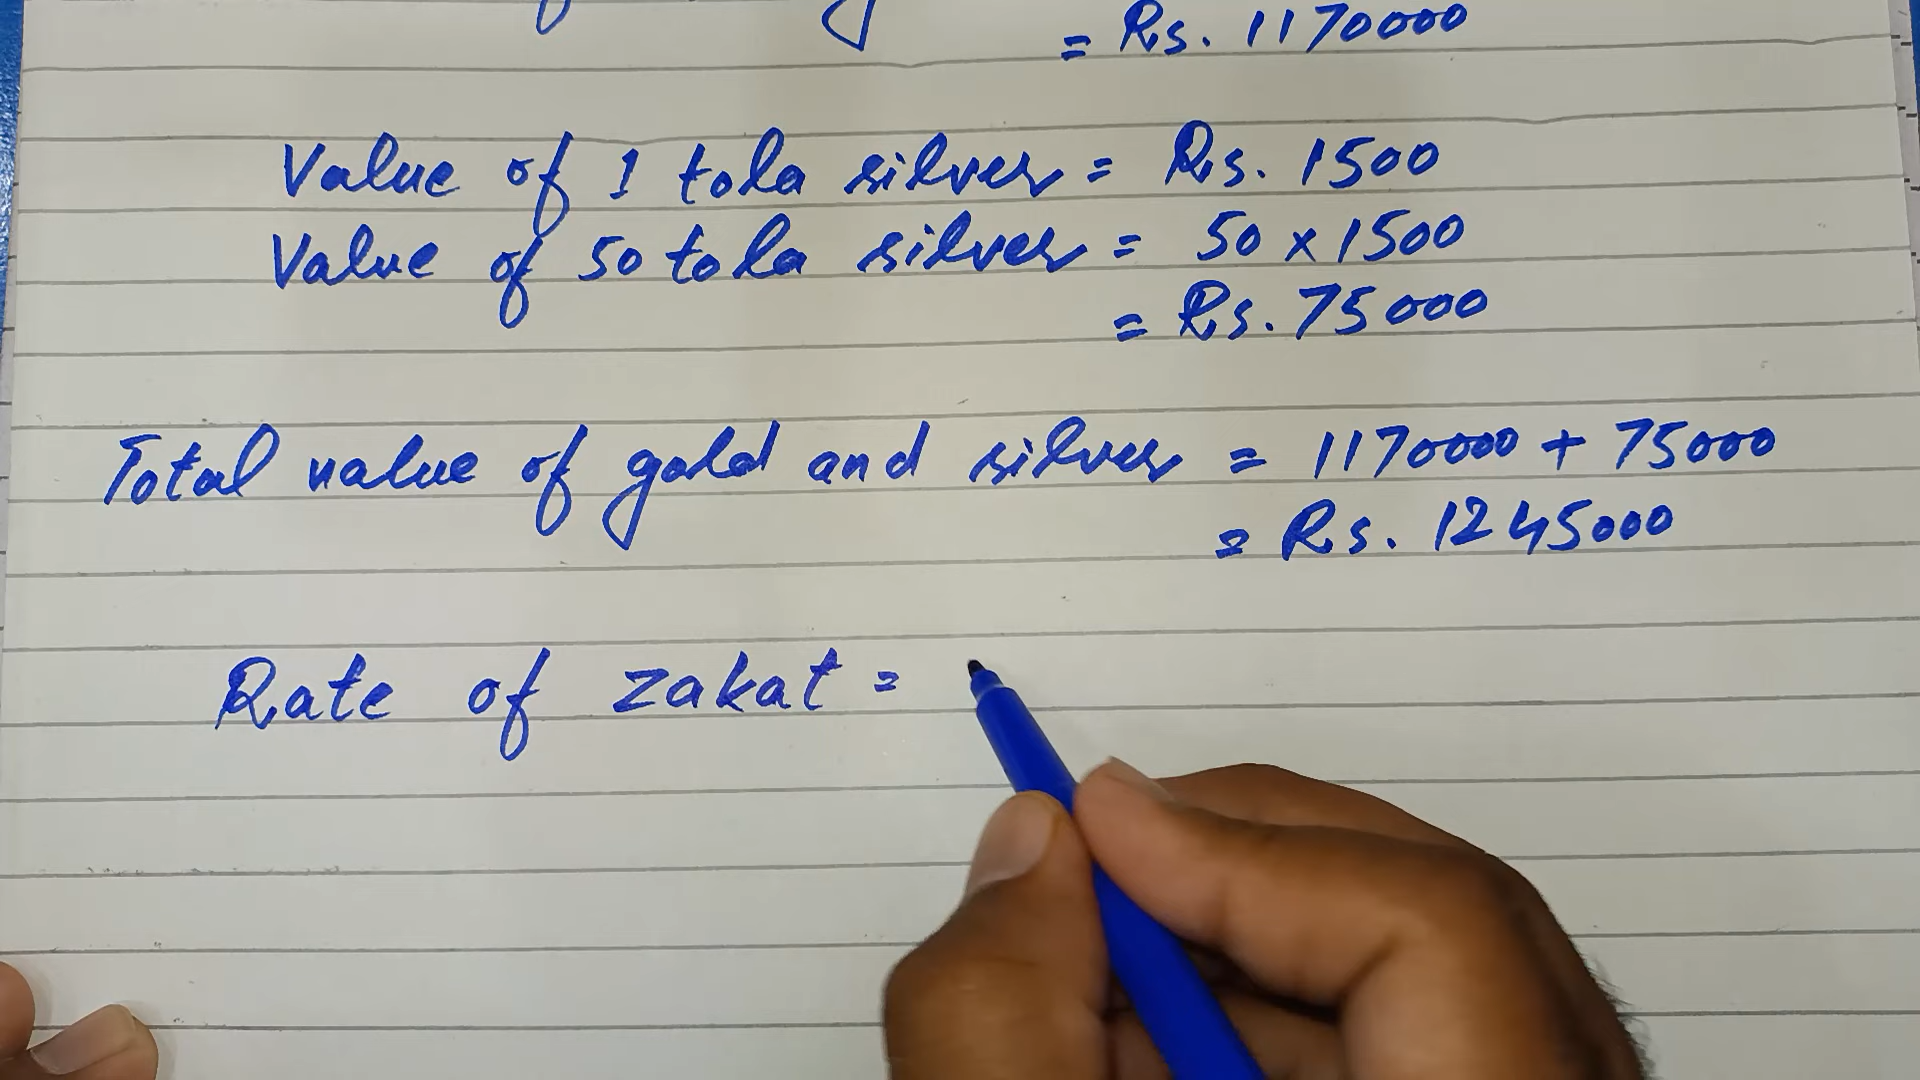 = Rs. 1170000
Value of 1 tola silver = Rs. 1500
Value of 50 tola silver = 50 x 1500
= Rs. 75000
Total value of gold and silver = 1170000 + 75000
= Rs. 1245000
Rate of zakat =